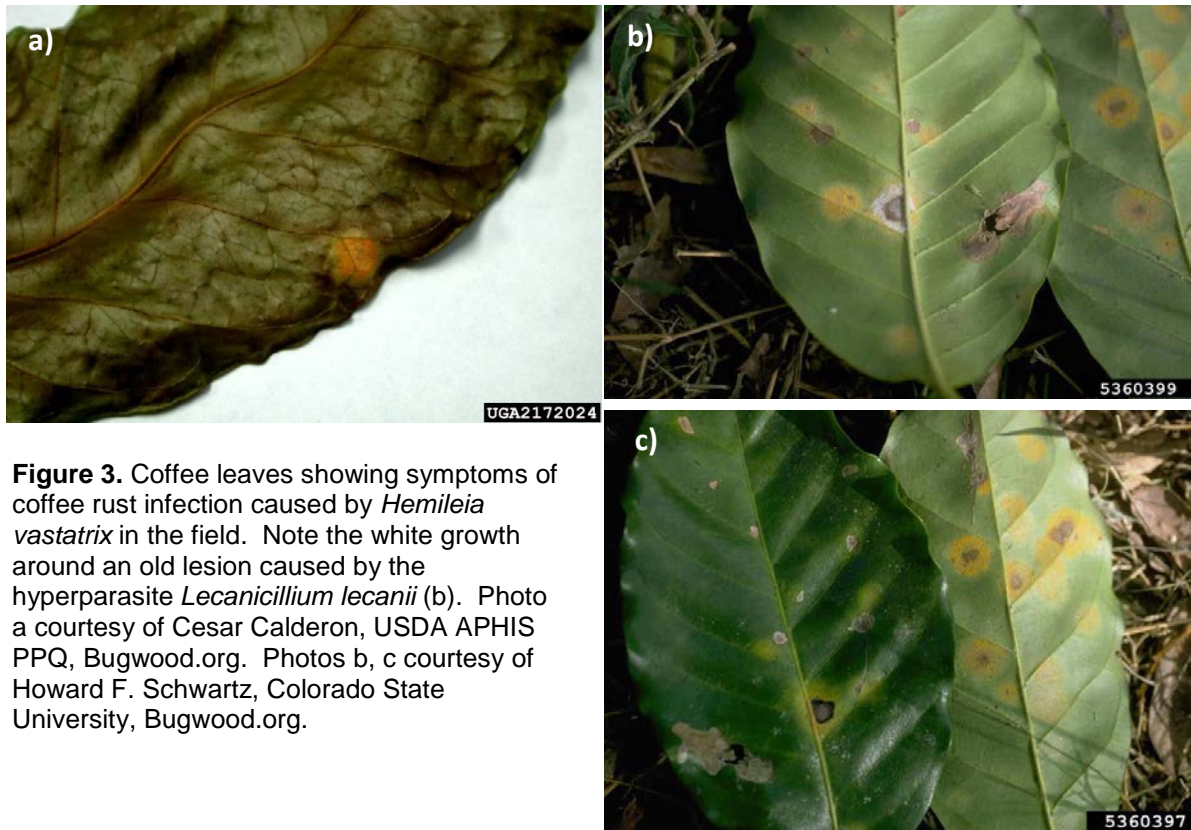 a)
UGA2172024
b)
5360399
c)
5360397
Figure 3. Coffee leaves showing symptoms of
coffee rust infection caused by Hemileia
vastatrix in the field.  Note the white growth
around an old lesion caused by the
hyperparasite Lecanicillium lecanii (b).  Photo
a courtesy of Cesar Calderon, USDA APHIS
PPQ, Bugwood.org.  Photos b, c courtesy of
Howard F. Schwartz, Colorado State
University, Bugwood.org.